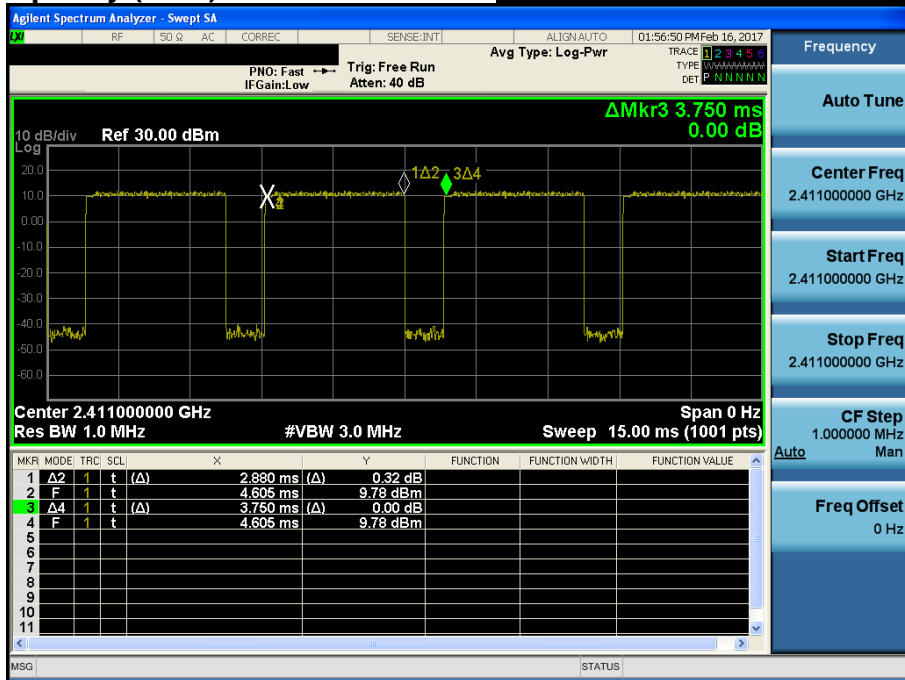 Agilent Spectrum Analyzer - Swept SA
LXI RF 50 Ω AC CORREC SENSE:INT ALIGN AUTO 01:56:50 PM Feb 16, 2017
Avg Type: Log-Pwr
TRACE 1 2 3 4 5 6
TYPE
DET P N N N N N
PNO: Fast
IFGain:Low
Trig: Free Run
Atten: 40 dB
ΔMkr3 3.750 ms
0.00 dB
10 dB/div Ref 30.00 dBm
Log
20.0
10.0
0.00
-10.0
-20.0
-30.0
-40.0
-50.0
-60.0
1Δ2
3Δ4
Center 2.411000000 GHz Span 0 Hz
Res BW 1.0 MHz #VBW 3.0 MHz Sweep 15.00 ms (1001 pts)
MKR MODE TRC SCL X Y FUNCTION FUNCTION WIDTH FUNCTION VALUE
1 Δ2 1 t (Δ) 2.880 ms (Δ) 0.32 dB
2 F 1 t 4.605 ms 9.78 dBm
3 Δ4 1 t (Δ) 3.750 ms (Δ) 0.00 dB
4 F 1 t 4.605 ms 9.78 dBm
5
6
7
8
9
10
11
MSG STATUS
Frequency
Auto Tune
Center Freq
2.411000000 GHz
Start Freq
2.411000000 GHz
Stop Freq
2.411000000 GHz
CF Step
1.000000 MHz
Auto Man
Freq Offset
0 Hz